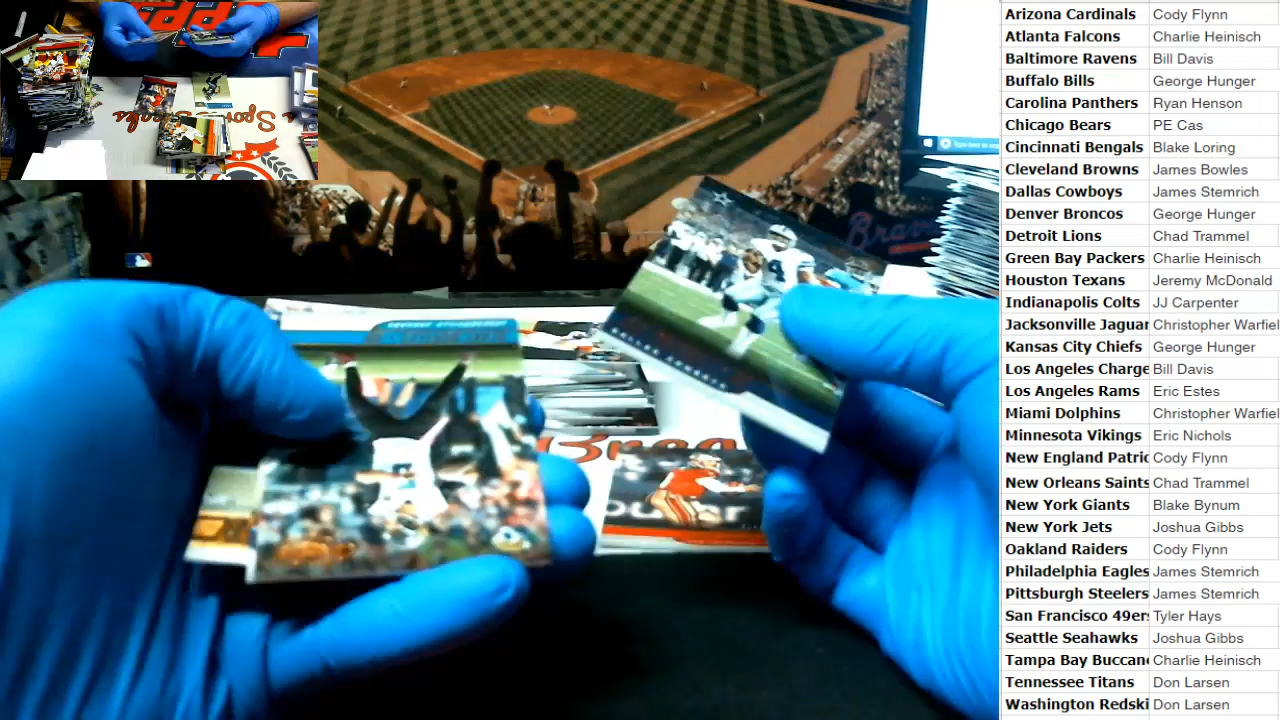 Arizona Cardinals Cody Flynn
Atlanta Falcons Charlie Heinisch
Baltimore Ravens Bill Davis
Buffalo Bills George Hunger
Carolina Panthers Ryan Henson
Chicago Bears PE Cas
Cincinnati Bengals Blake Loring
Cleveland Browns James Bowles
Dallas Cowboys James Stemrich
Denver Broncos George Hunger
Detroit Lions Chad Trammel
Green Bay Packers Charlie Heinisch
Houston Texans Jeremy McDonald
Indianapolis Colts JJ Carpenter
Jacksonville Jaguar Christopher Warfiel
Kansas City Chiefs George Hunger
Los Angeles Charge Bill Davis
Los Angeles Rams Eric Estes
Miami Dolphins Christopher Warfiel
Minnesota Vikings Eric Nichols
New England Patric Cody Flynn
New Orleans Saints Chad Trammel
New York Giants Blake Bynum
New York Jets Joshua Gibbs
Oakland Raiders Cody Flynn
Philadelphia Eagles James Stemrich
Pittsburgh Steelers James Stemrich
San Francisco 49ers Tyler Hays
Seattle Seahawks Joshua Gibbs
Tampa Bay Buccane Charlie Heinisch
Tennessee Titans Don Larsen
Washington Redski Don Larsen
Braves